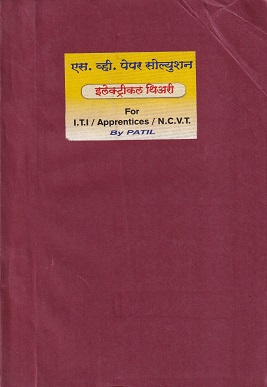 एस. व्ही. पेपर सोल्युशन
इलेक्ट्रीकल थिअरी
For
I.T.I / Apprentices / N.C.V.T.
By PATIL